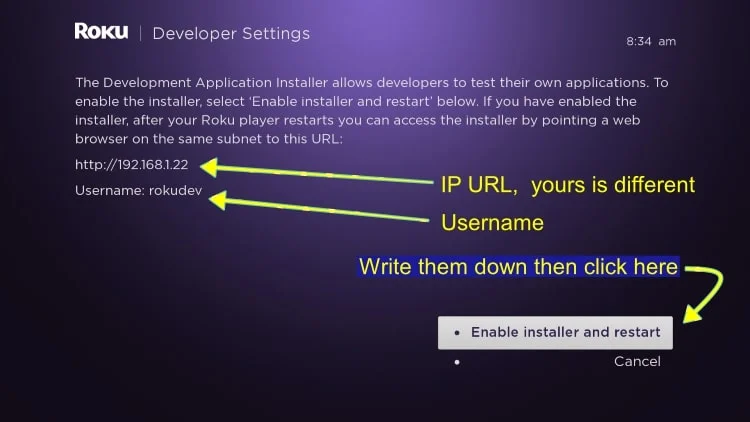 Roku | Developer Settings
8:34 am
The Development Application Installer allows developers to test their own applications. To
enable the installer, select ‘Enable installer and restart’ below. If you have enabled the
installer, after your Roku player restarts you can access the installer by pointing a web
browser on the same subnet to this URL:
http://192.168.1.22
IP URL, yours is different
Username: rokudev
Username
Write them down then click here
• Enable installer and restart
• Cancel